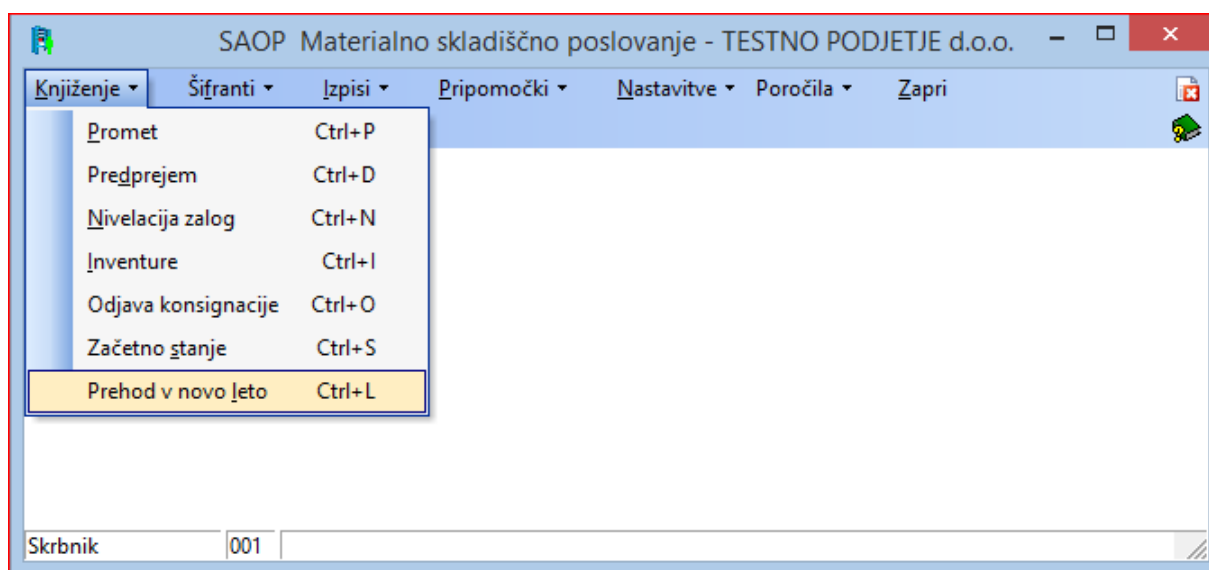 SAOP Materialno skladiščno poslovanje - TESTNO PODJETJE d.o.o.
Knjiženje Šifranti Izpisi Pripomočki Nastavitve Poročila Zapri
Promet Ctrl+P
Predprejem Ctrl+D
Nivelacija zalog Ctrl+N
Inventure Ctrl+I
Odjava konsignacije Ctrl+O
Začetno stanje Ctrl+S
Prehod v novo leto Ctrl+L
Skrbnik 001